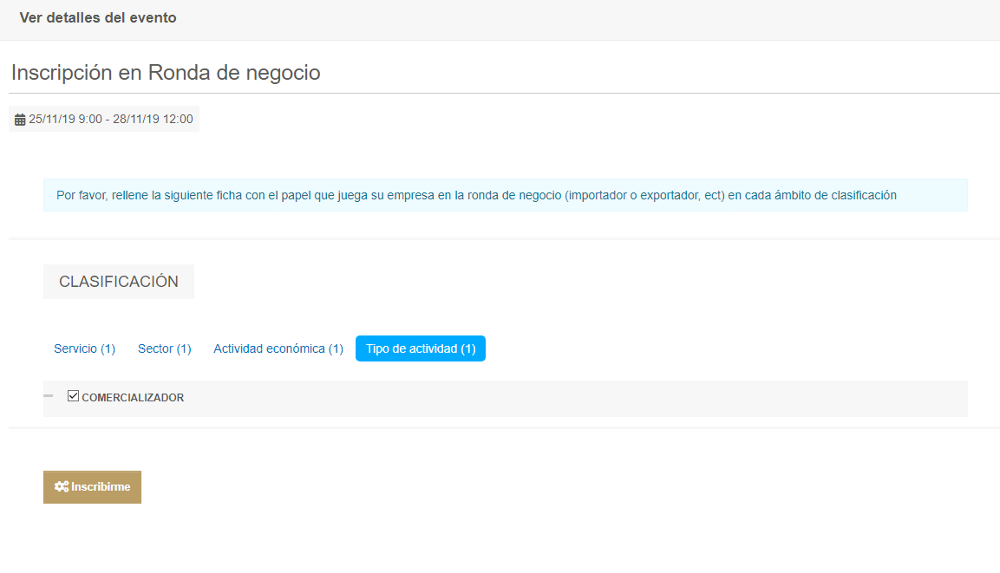 Ver detalles del evento
Inscripción en Ronda de negocio
25/11/19 9:00 - 28/11/19 12:00
Por favor, rellene la siguiente ficha con el papel que juega su empresa en la ronda de negocio (importador o exportador, ect) en cada ámbito de clasificación
CLASIFICACIÓN
Servicio (1) Sector (1) Actividad económica (1) Tipo de actividad (1)
COMERCIALIZADOR
Inscribirme